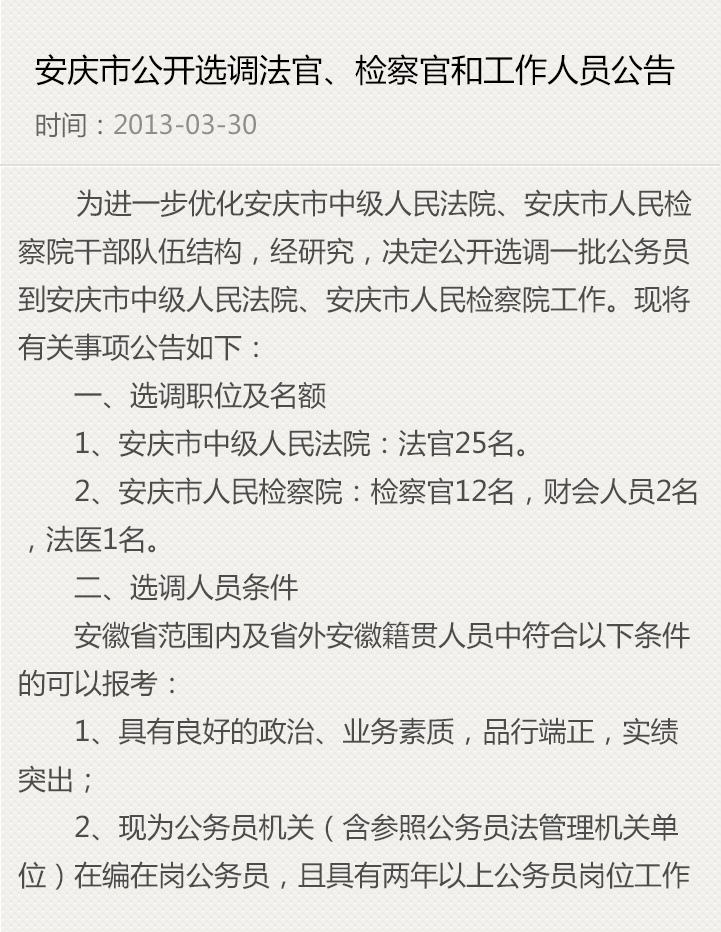 安庆市公开选调法官、检察官和工作人员公告
时间：2013-03-30
为进一步优化安庆市中级人民法院、安庆市人民检
察院干部队伍结构，经研究，决定公开选调一批公务员
到安庆市中级人民法院、安庆市人民检察院工作。现将
有关事项公告如下：
一、选调职位及名额
1、安庆市中级人民法院：法官25名。
2、安庆市人民检察院：检察官12名，财会人员2名
，法医1名。
二、选调人员条件
安徽省范围内及省外安徽籍贯人员中符合以下条件
的可以报考：
1、具有良好的政治、业务素质，品行端正，实绩
突出；
2、现为公务员机关（含参照公务员法管理机关单
位）在编在岗公务员，且具有两年以上公务员岗位工作